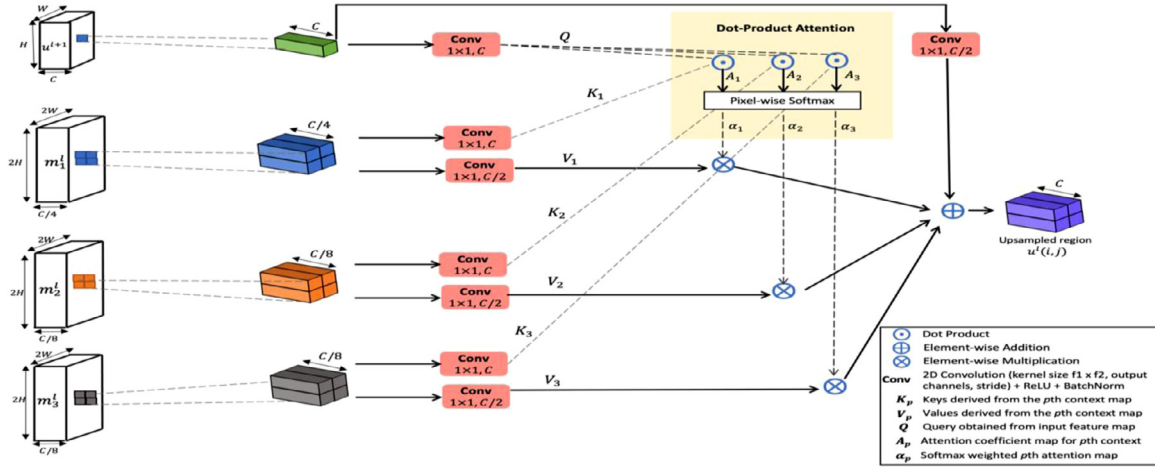 W
H
u^{l+1}
C
C
Conv
1×1, C
Q
Dot-Product Attention
A_1
A_2
A_3
Pixel-wise Softmax
α_1
α_2
α_3
Conv
1×1, C/2
2W
2H
m_1^l
C/4
C/4
Conv
1×1, C
K_1
Conv
1×1, C/2
V_1
C
Upsampled region
u^l(i,j)
2W
2H
m_2^l
C/8
C/8
Conv
1×1, C
K_2
Conv
1×1, C/2
V_2
2W
2H
m_3^l
C/8
C/8
Conv
1×1, C
K_3
Conv
1×1, C/2
V_3
Dot Product
Element-wise Addition
Element-wise Multiplication
Conv 2D Convolution (kernel size f1 x f2, output
channels, stride) + ReLU + BatchNorm
K_p Keys derived from the pth context map
V_p Values derived from the pth context map
Q Query obtained from input feature map
A_p Attention coefficient map for pth context
α_p Softmax weighted pth attention map